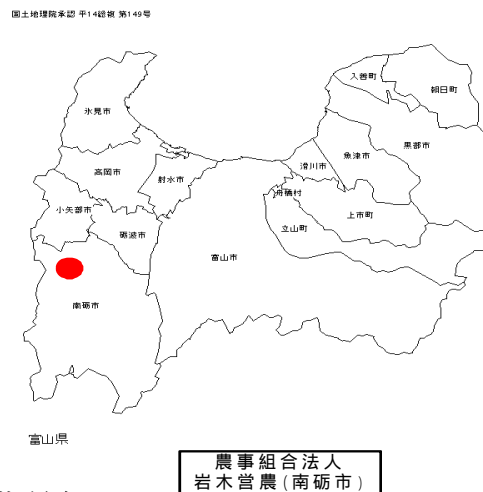 国土地理院承認 平14総複 第149号
入善町
朝日町
氷見市
黒部市
魚津市
滑川市
高岡市
射水市
舟橋村
小矢部市
上市町
立山町
砺波市
富山市
南砺市
富山県
農事組合法人
岩木営農(南砺市)